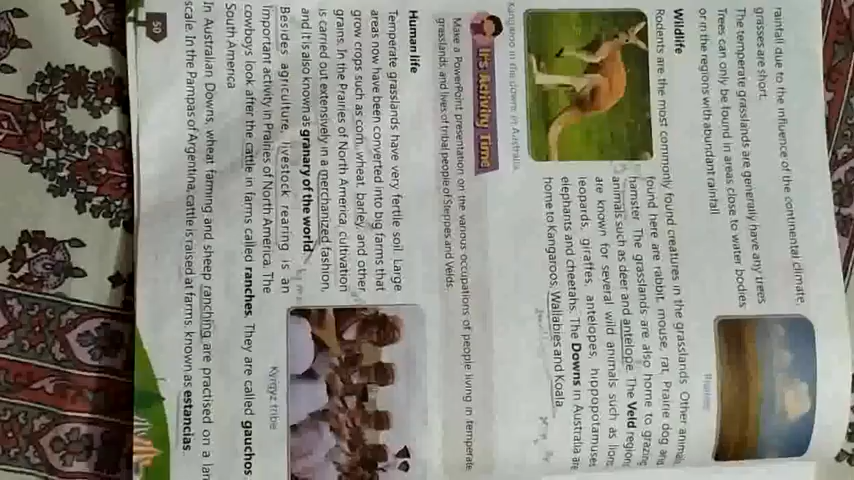 rainfall due to the influence of the continental climate,
grasses are short.
The temperate grasslands are generally have any trees
Trees can only be found in areas close to water bodies
or in the regions with abundant rainfall
Wildlife
Rodents are the most commonly found creatures in the grasslands. Other animals
found here are rabbit, mouse, rat, Prairie dog and
hamster. The grasslands are also home to grazing
animals such as deer and antelope. The Veld region
are known for several wild animals such as lions
leopards, giraffes, antelopes, hippopotamuses
elephants and cheetahs. The Downs in Australia are
home to Kangaroos, Wallabies and Koala
Kangaroo in the downs in Australia
It's Activity Time
Make a PowerPoint presentation on the various occupations of people living in temperate
grasslands, and lives of tribal people of Steppes and Velds.
Human life
Temperate grasslands have very fertile soil. Large
areas now have been converted into big farms that
grow crops such as corn, wheat, barley, and other
grains. In the Prairies of North America, cultivation
is carried out extensively in a merchanized fashion,
and it is also known as granary of the world.
Besides agriculture, livestock rearing is an
important activity in Prairies of North America. The
cowboys look after the cattle in farms called ranches. They are called gauchos
South America
Kyrgyz tribe
In Australian Downs, wheat farming and sheep ranching are practised on a lar
scale. In the Pampas of Argentina, cattle is raised at farms, known as estancias.
50